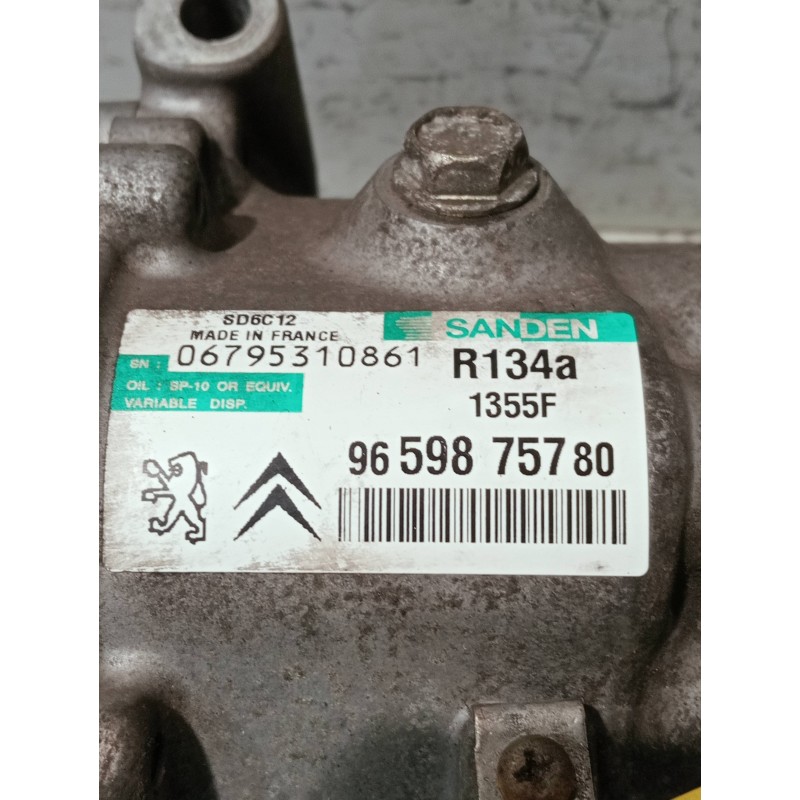 SD6C12
MADE IN FRANCE
SANDEN
SN : 06795310861
R134a
OIL : SP-10 OR EQUIV.
VARIABLE DISP.
1355F
96 598 757 80